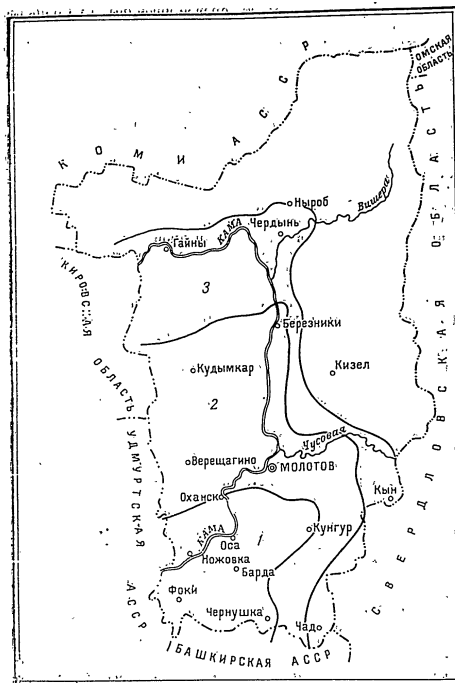 ОМСКАЯ
ОБЛАСТЬ
КОМИ АССР
Ныроб
КАМА
Чердынь
Вишера
Гайны
КИРОВСКАЯ ОБЛАСТЬ
3
Березники
Кудымкар
Кизел
2
Чусовая
Верещагино
МОЛОТОВ
СВЕРДЛОВСКАЯ ОБЛАСТЬ
УДМУРТСКАЯ АССР
Оханск
Кын
КАМА
1
Кунгур
Оса
Ножовка
Барда
Фоки
Чернушка
Чад
БАШКИРСКАЯ АССР